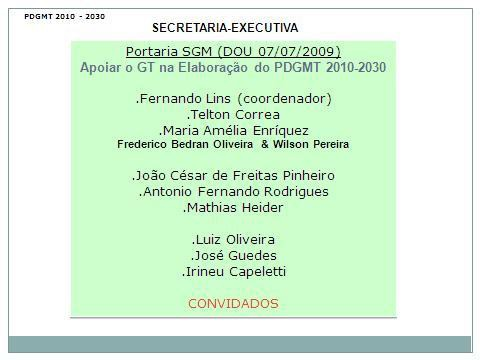 PDGMT 2010 - 2030
SECRETARIA-EXECUTIVA
Portaria SGM (DOU 07/07/2009)
Apoiar o GT na Elaboração do PDGMT 2010-2030
.Fernando Lins (coordenador)
.Telton Correa
.Maria Amélia Enríquez
Frederico Bedran Oliveira & Wilson Pereira
.João César de Freitas Pinheiro
.Antonio Fernando Rodrigues
.Mathias Heider
.Luiz Oliveira
.José Guedes
.Irineu Capeletti
CONVIDADOS